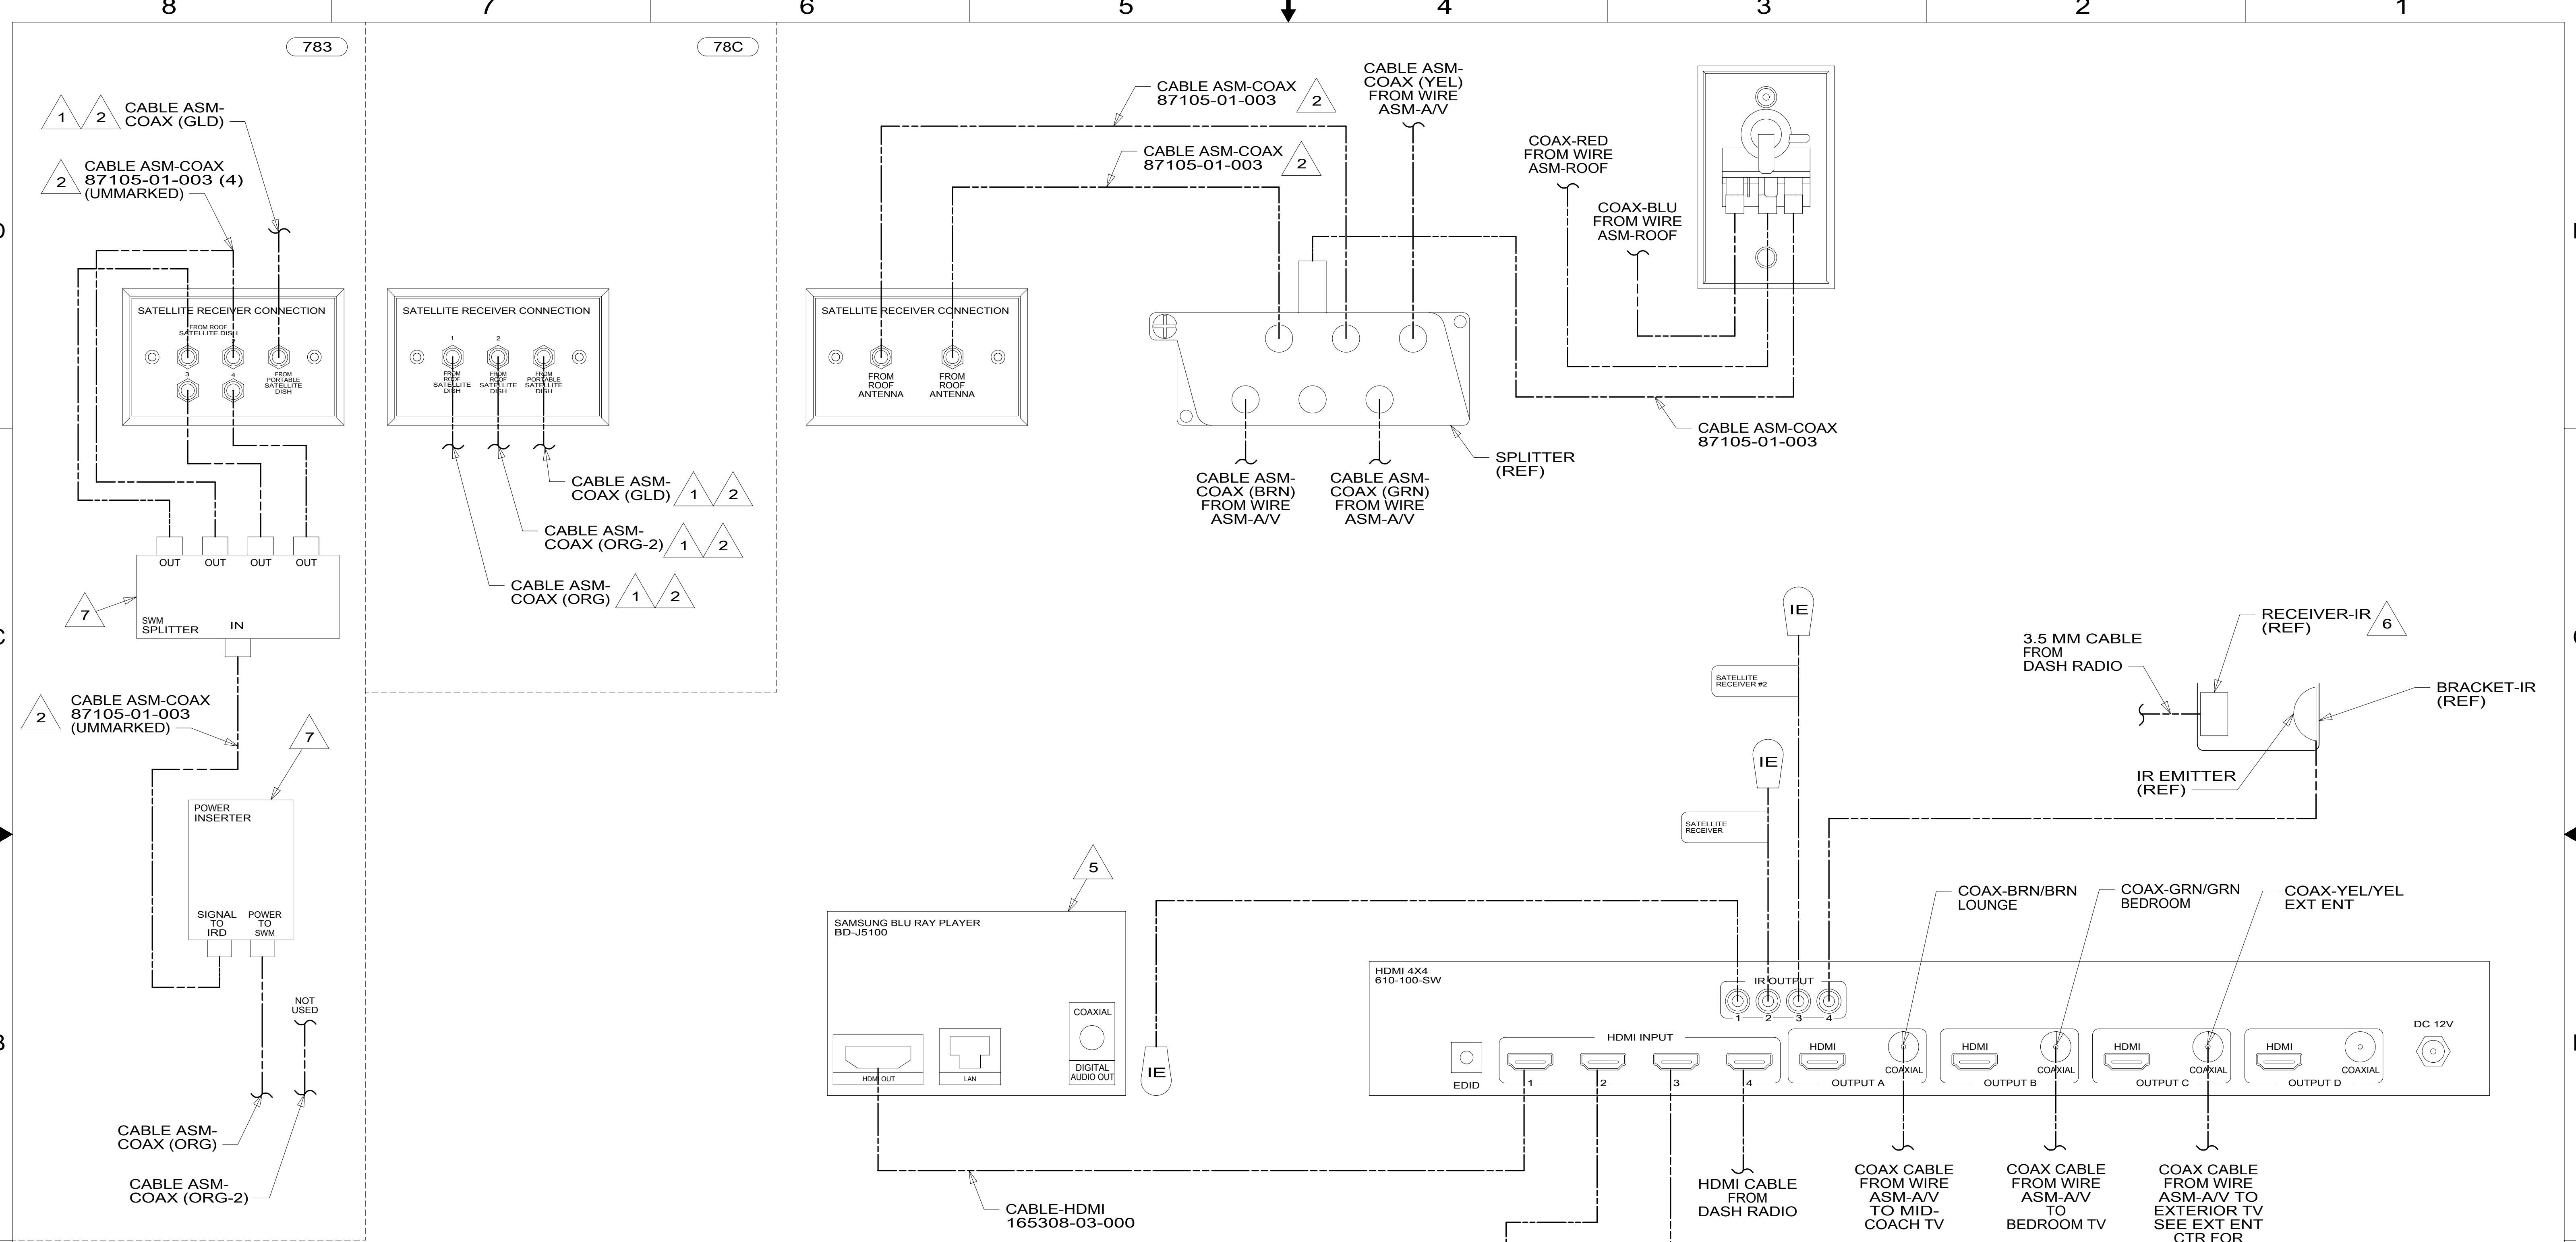 8
7
6
5
4
3
2
1
783
78C
1
2
CABLE ASM-
COAX (GLD)
2
CABLE ASM-COAX
87105-01-003 (4)
(UMMARKED)
SATELLITE RECEIVER CONNECTION
FROM ROOF
SATELLITE DISH
3
4
FROM
PORTABLE
SATELLITE
DISH
OUT
OUT
OUT
OUT
SWM
SPLITTER
IN
7
2
CABLE ASM-COAX
87105-01-003
(UMMARKED)
7
POWER
INSERTER
SIGNAL
TO
IRD
POWER
TO
SWM
NOT
USED
CABLE ASM-
COAX (ORG)
CABLE ASM-
COAX (ORG-2)
SATELLITE RECEIVER CONNECTION
1
2
FROM
ROOF
SATELLITE
DISH
FROM
ROOF
SATELLITE
DISH
FROM
PORTABLE
SATELLITE
DISH
CABLE ASM-
COAX (GLD)
1
2
CABLE ASM-
COAX (ORG-2)
1
2
CABLE ASM-
COAX (ORG)
1
2
SATELLITE RECEIVER CONNECTION
FROM
ROOF
ANTENNA
FROM
ROOF
ANTENNA
CABLE ASM-COAX
87105-01-003
2
CABLE ASM-COAX
87105-01-003
2
CABLE ASM-
COAX (YEL)
FROM WIRE
ASM-A/V
COAX-RED
FROM WIRE
ASM-ROOF
COAX-BLU
FROM WIRE
ASM-ROOF
CABLE ASM-COAX
87105-01-003
SPLITTER
(REF)
CABLE ASM-
COAX (BRN)
FROM WIRE
ASM-A/V
CABLE ASM-
COAX (GRN)
FROM WIRE
ASM-A/V
IE
SATELLITE
RECEIVER #2
IE
SATELLITE
RECEIVER
3.5 MM CABLE
FROM
DASH RADIO
RECEIVER-IR
(REF)
6
BRACKET-IR
(REF)
IR EMITTER
(REF)
5
SAMSUNG BLU RAY PLAYER
BD-J5100
HDMI OUT
LAN
COAXIAL
DIGITAL
AUDIO OUT
IE
CABLE-HDMI
165308-03-000
COAX-BRN/BRN
LOUNGE
COAX-GRN/GRN
BEDROOM
COAX-YEL/YEL
EXT ENT
HDMI 4X4
610-100-SW
IR OUTPUT
1
2
3
4
EDID
HDMI INPUT
1
2
3
4
HDMI
COAXIAL
OUTPUT A
HDMI
COAXIAL
OUTPUT B
HDMI
COAXIAL
OUTPUT C
HDMI
COAXIAL
OUTPUT D
DC 12V
HDMI CABLE
FROM
DASH RADIO
COAX CABLE
FROM WIRE
ASM-A/V
TO MID-
COACH TV
COAX CABLE
FROM WIRE
ASM-A/V
TO
BEDROOM TV
COAX CABLE
FROM WIRE
ASM-A/V TO
EXTERIOR TV
SEE EXT ENT
CTR FOR